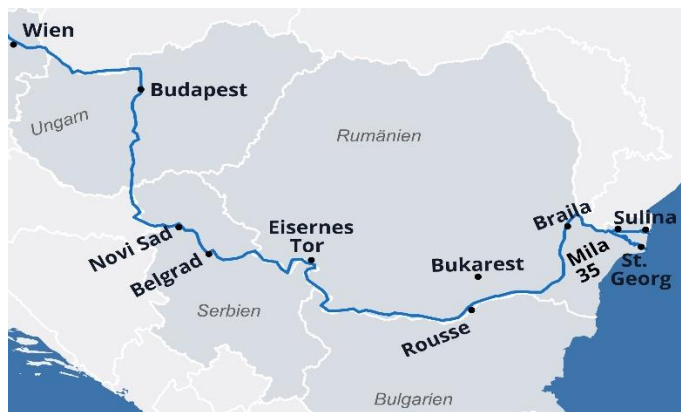 Wien
Budapest
Ungarn
Rumänien
Novi Sad
Belgrad
Eisernes
Tor
Serbien
Bukarest
Rousse
Bulgarien
Braila
Sulina
Mila
35
St.
Georg